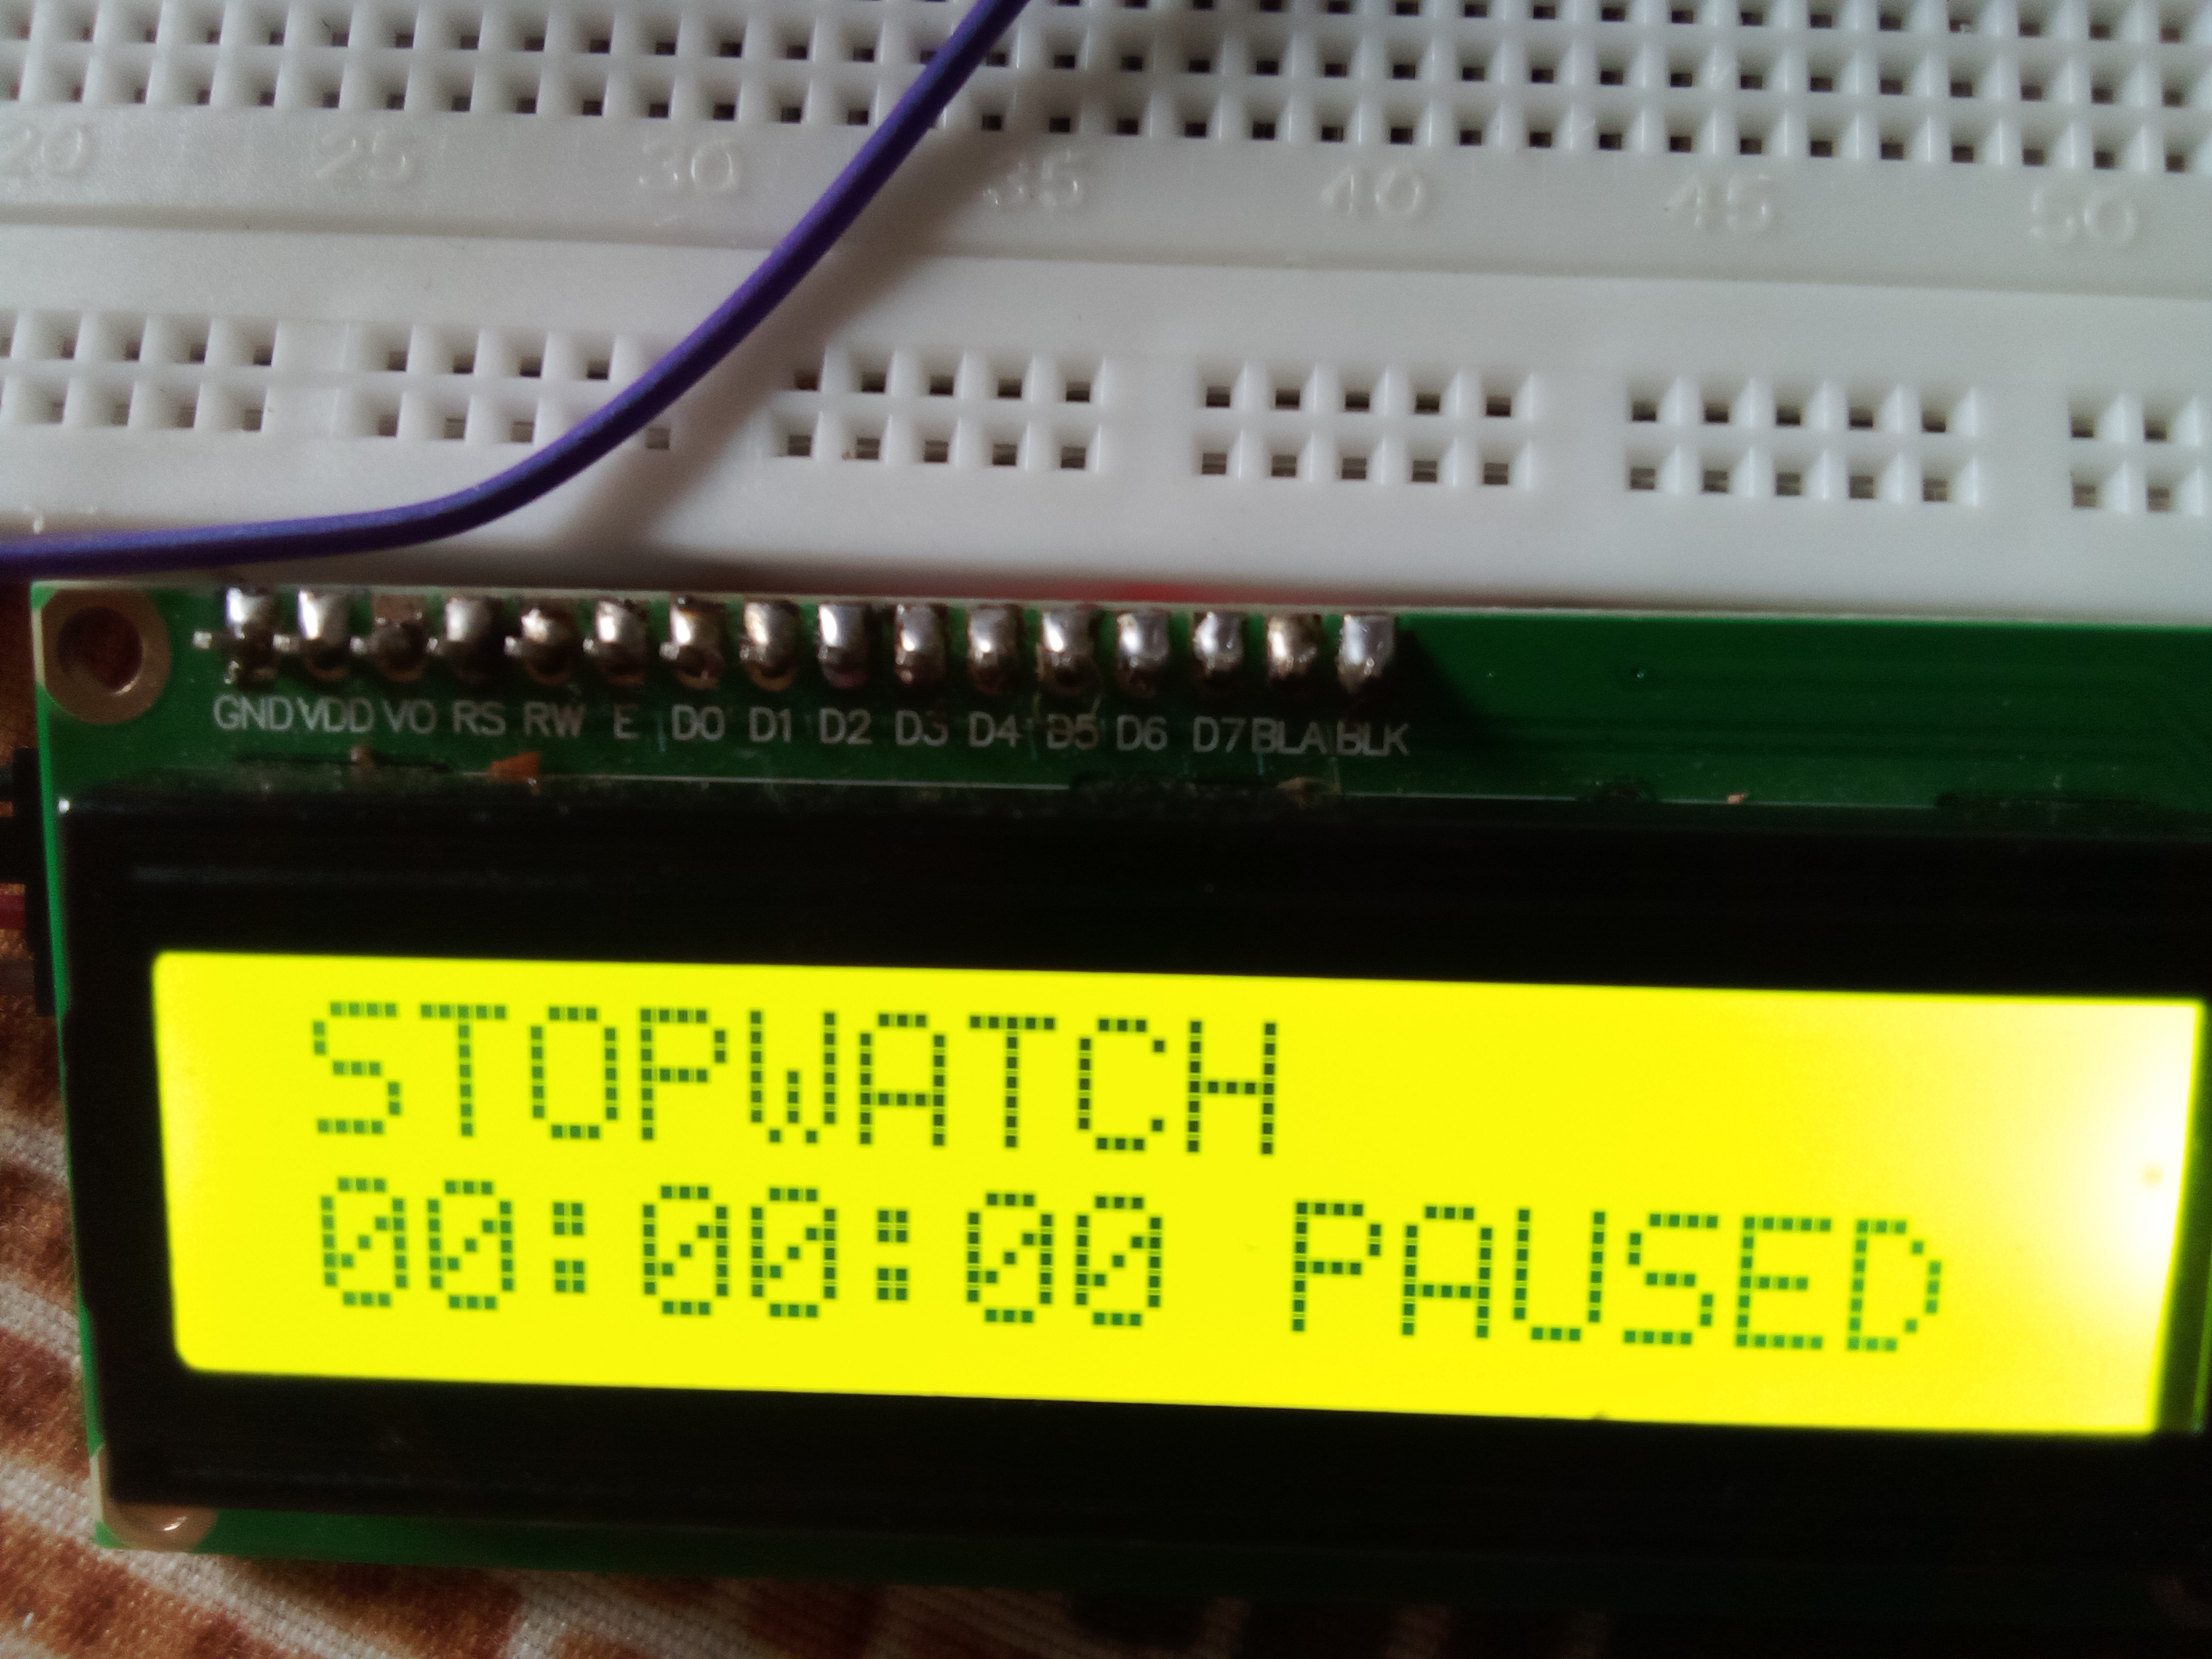 20 25 30 35 40 45 50
GND VDD VO RS RW E D0 D1 D2 D3 D4 D5 D6 D7 BLA BLK
STOPWATCH
00:00:00 PAUSED